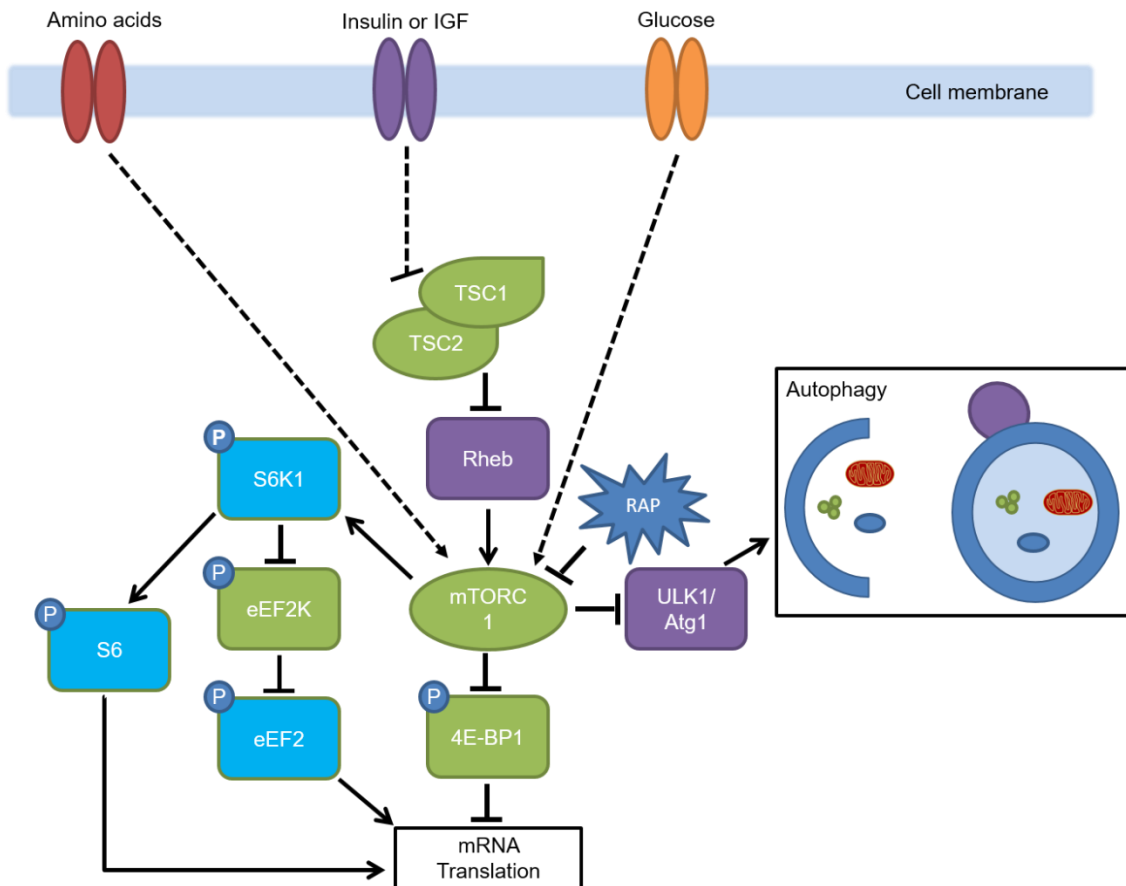 Amino acids
Insulin or IGF
Glucose
Cell membrane
TSC1
TSC2
Autophagy
P
S6K1
Rheb
RAP
P
eEF2K
mTORC
1
ULK1/
Atg1
P
S6
P
eEF2
P
4E-BP1
mRNA
Translation